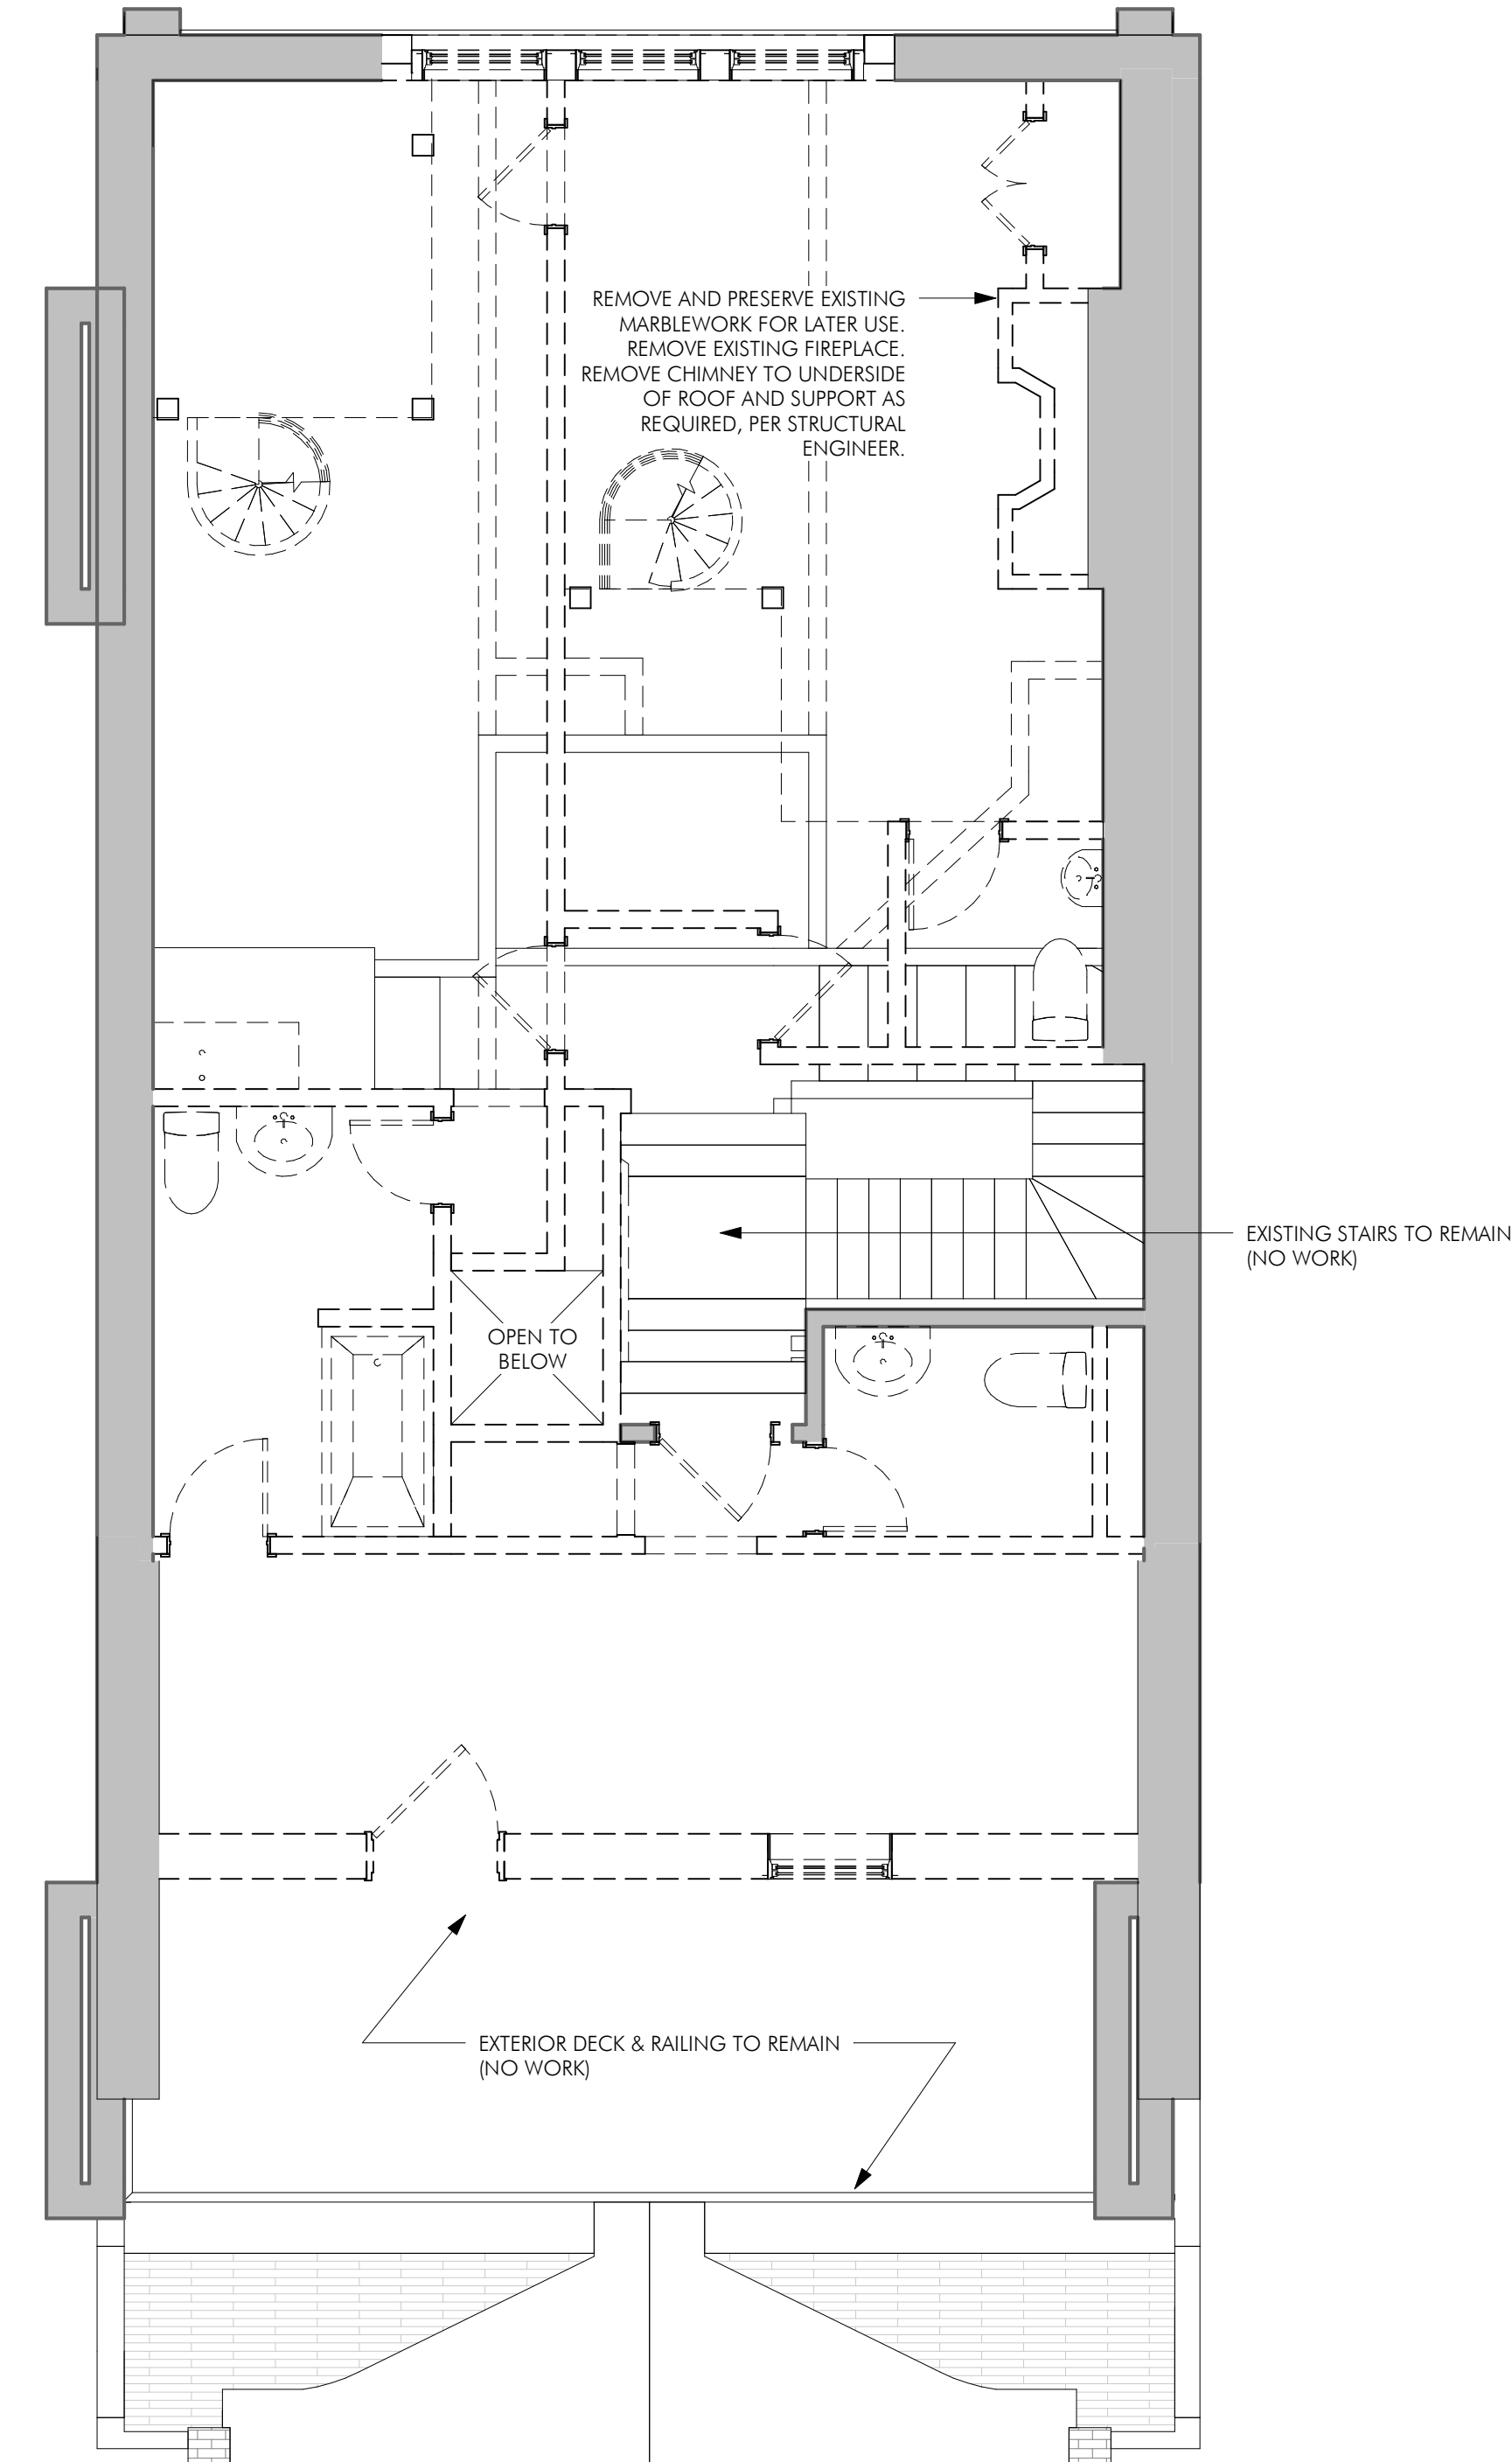 REMOVE AND PRESERVE EXISTING
MARBLEWORK FOR LATER USE.
REMOVE EXISTING FIREPLACE.
REMOVE CHIMNEY TO UNDERSIDE
OF ROOF AND SUPPORT AS
REQUIRED, PER STRUCTURAL
ENGINEER.
EXISTING STAIRS TO REMAIN
(NO WORK)
OPEN TO
BELOW
EXTERIOR DECK & RAILING TO REMAIN
(NO WORK)